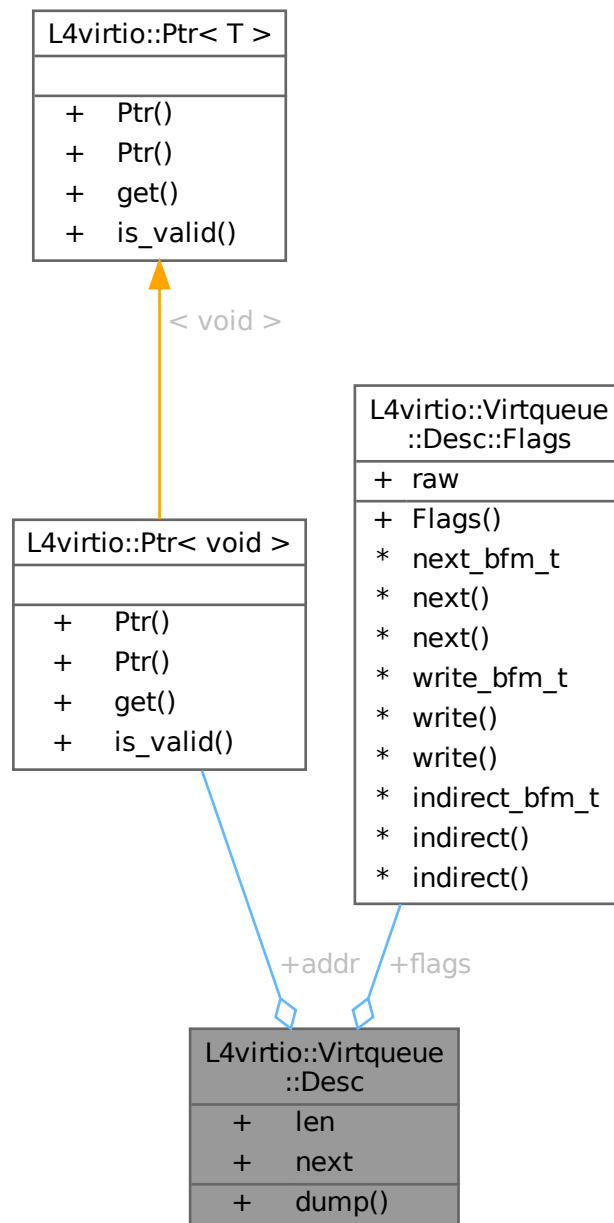 L4virtio::Ptr< T >
+ Ptr()
+ Ptr()
+ get()
+ is_valid()
< void >
L4virtio::Ptr< void >
+ Ptr()
+ Ptr()
+ get()
+ is_valid()
L4virtio::Virtqueue
::Desc::Flags
+ raw
+ Flags()
* next_bfm_t
* next()
* next()
* write_bfm_t
* write()
* write()
* indirect_bfm_t
* indirect()
* indirect()
+addr
+flags
L4virtio::Virtqueue
::Desc
+ len
+ next
+ dump()